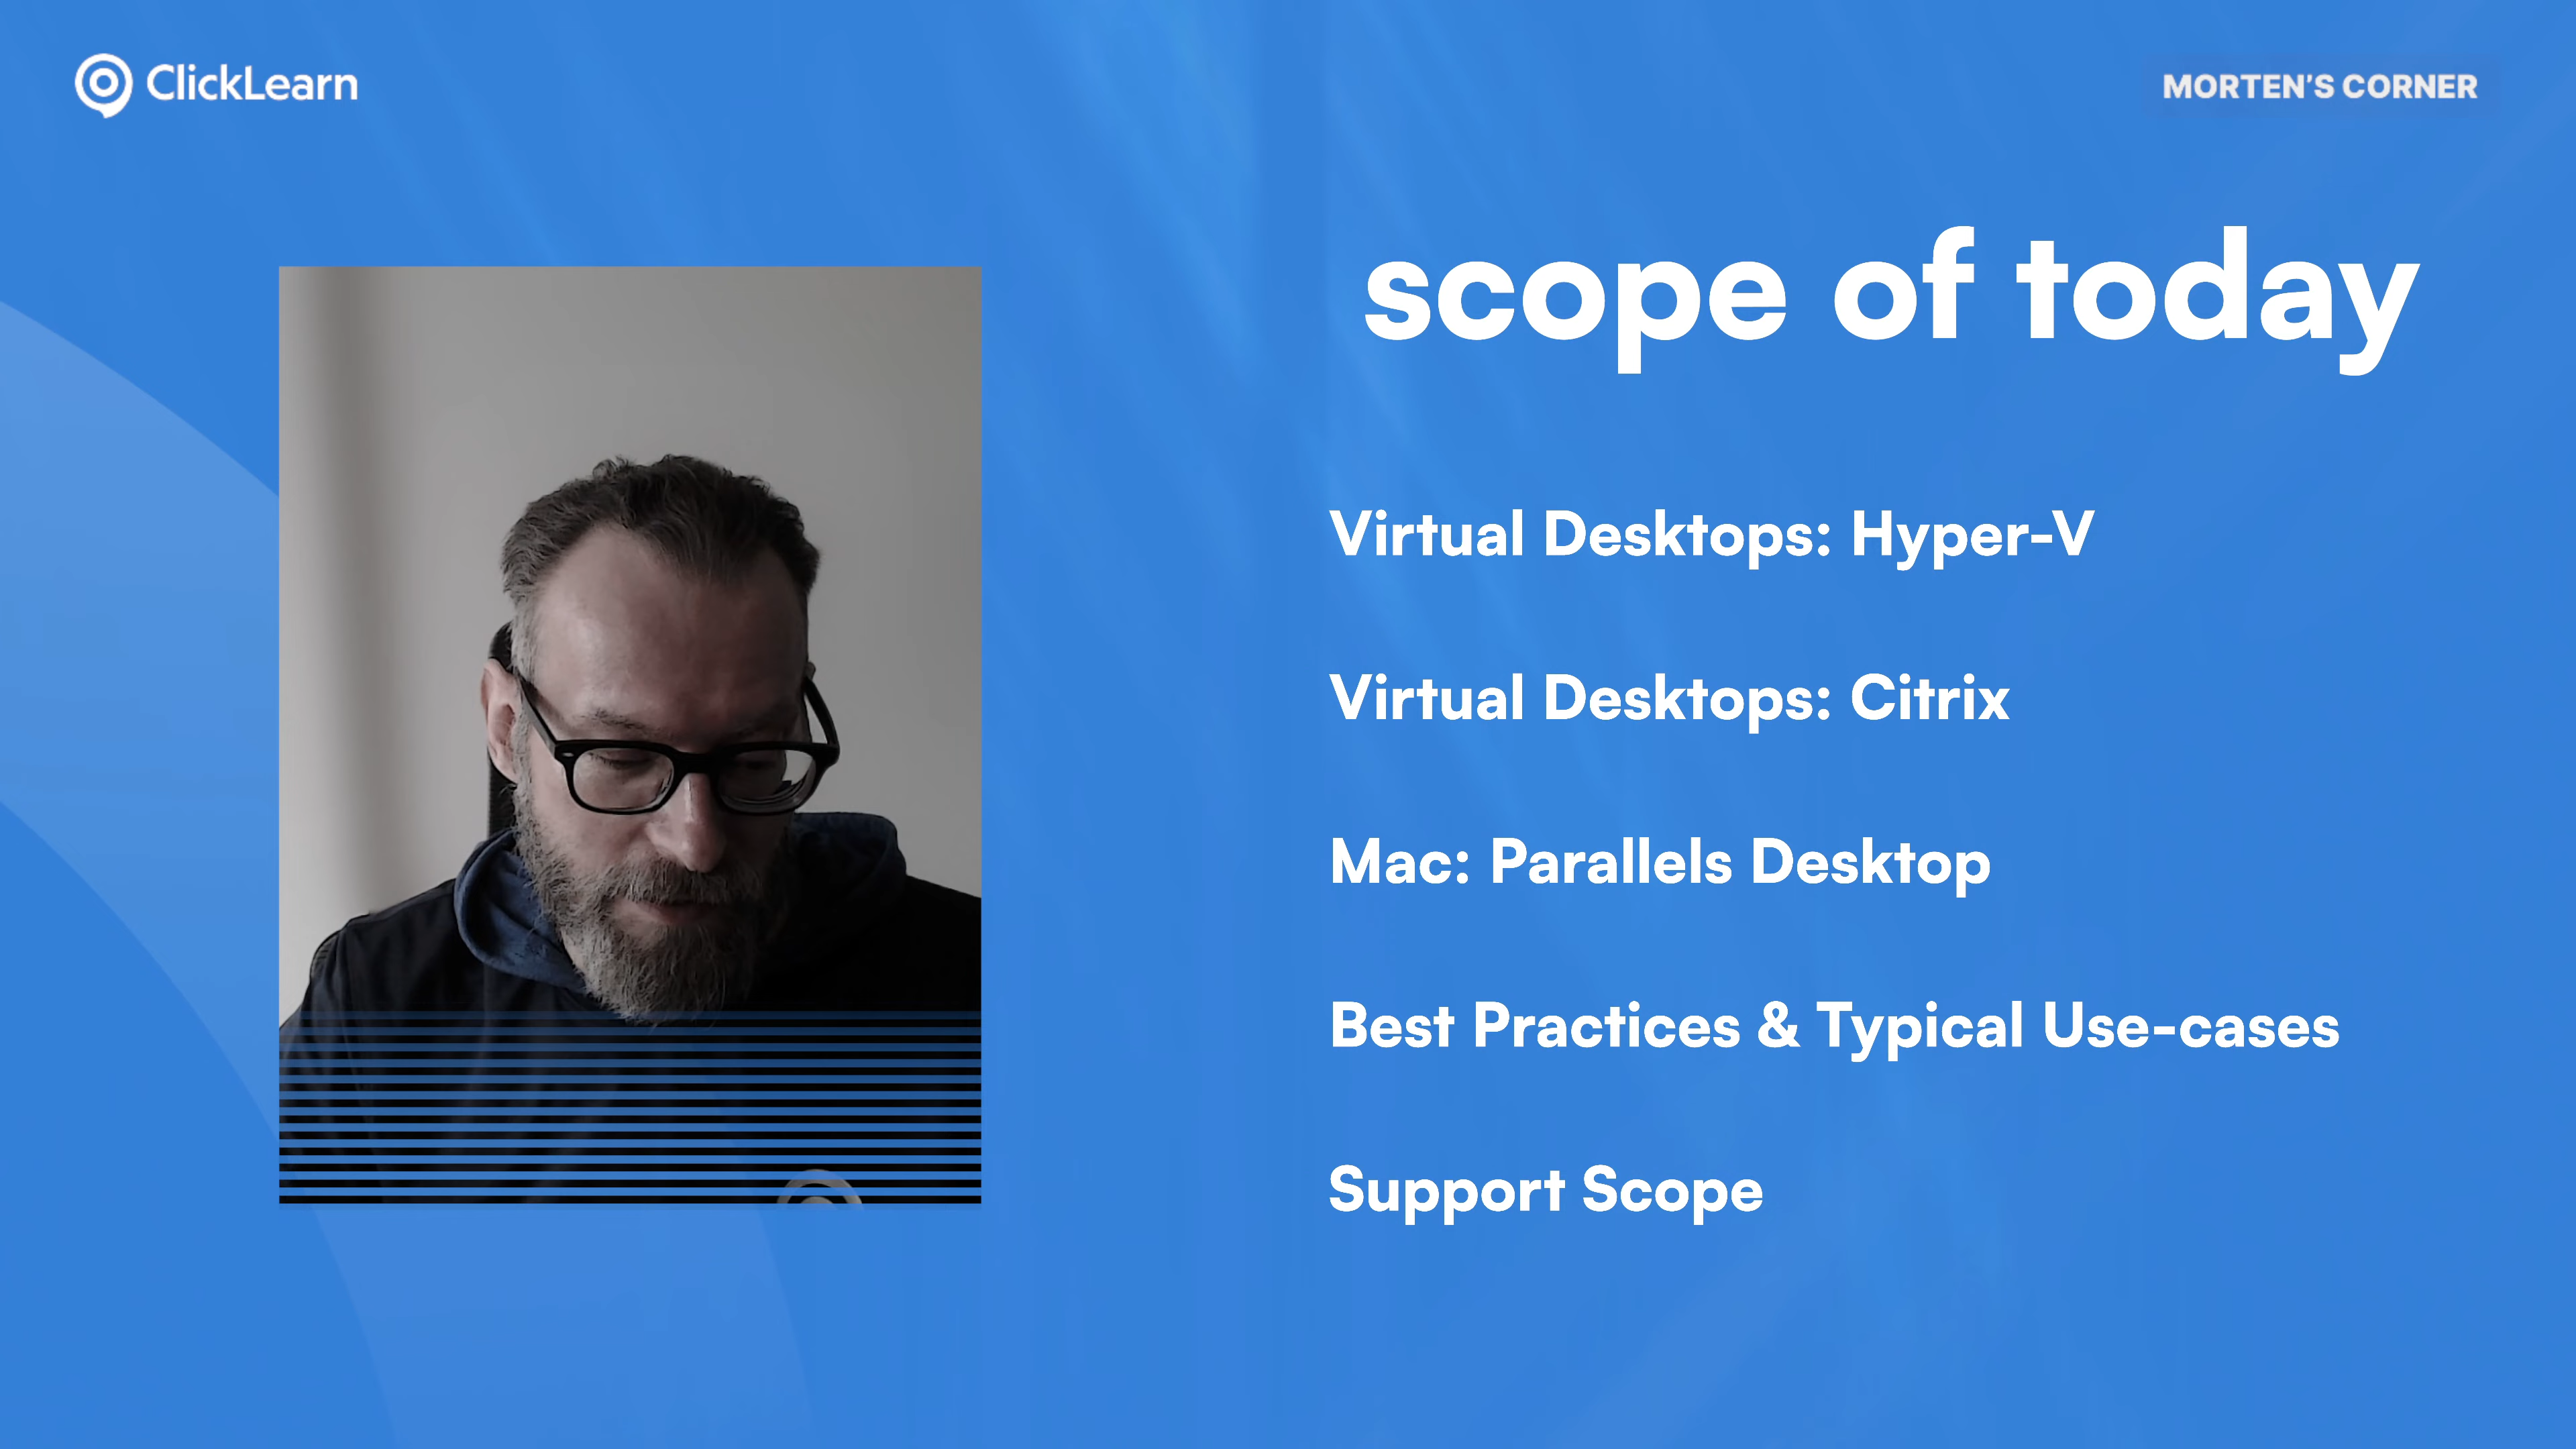 ClickLearn
MORTEN'S CORNER
scope of today
Virtual Desktops: Hyper-V
Virtual Desktops: Citrix
Mac: Parallels Desktop
Best Practices & Typical Use-cases
Support Scope